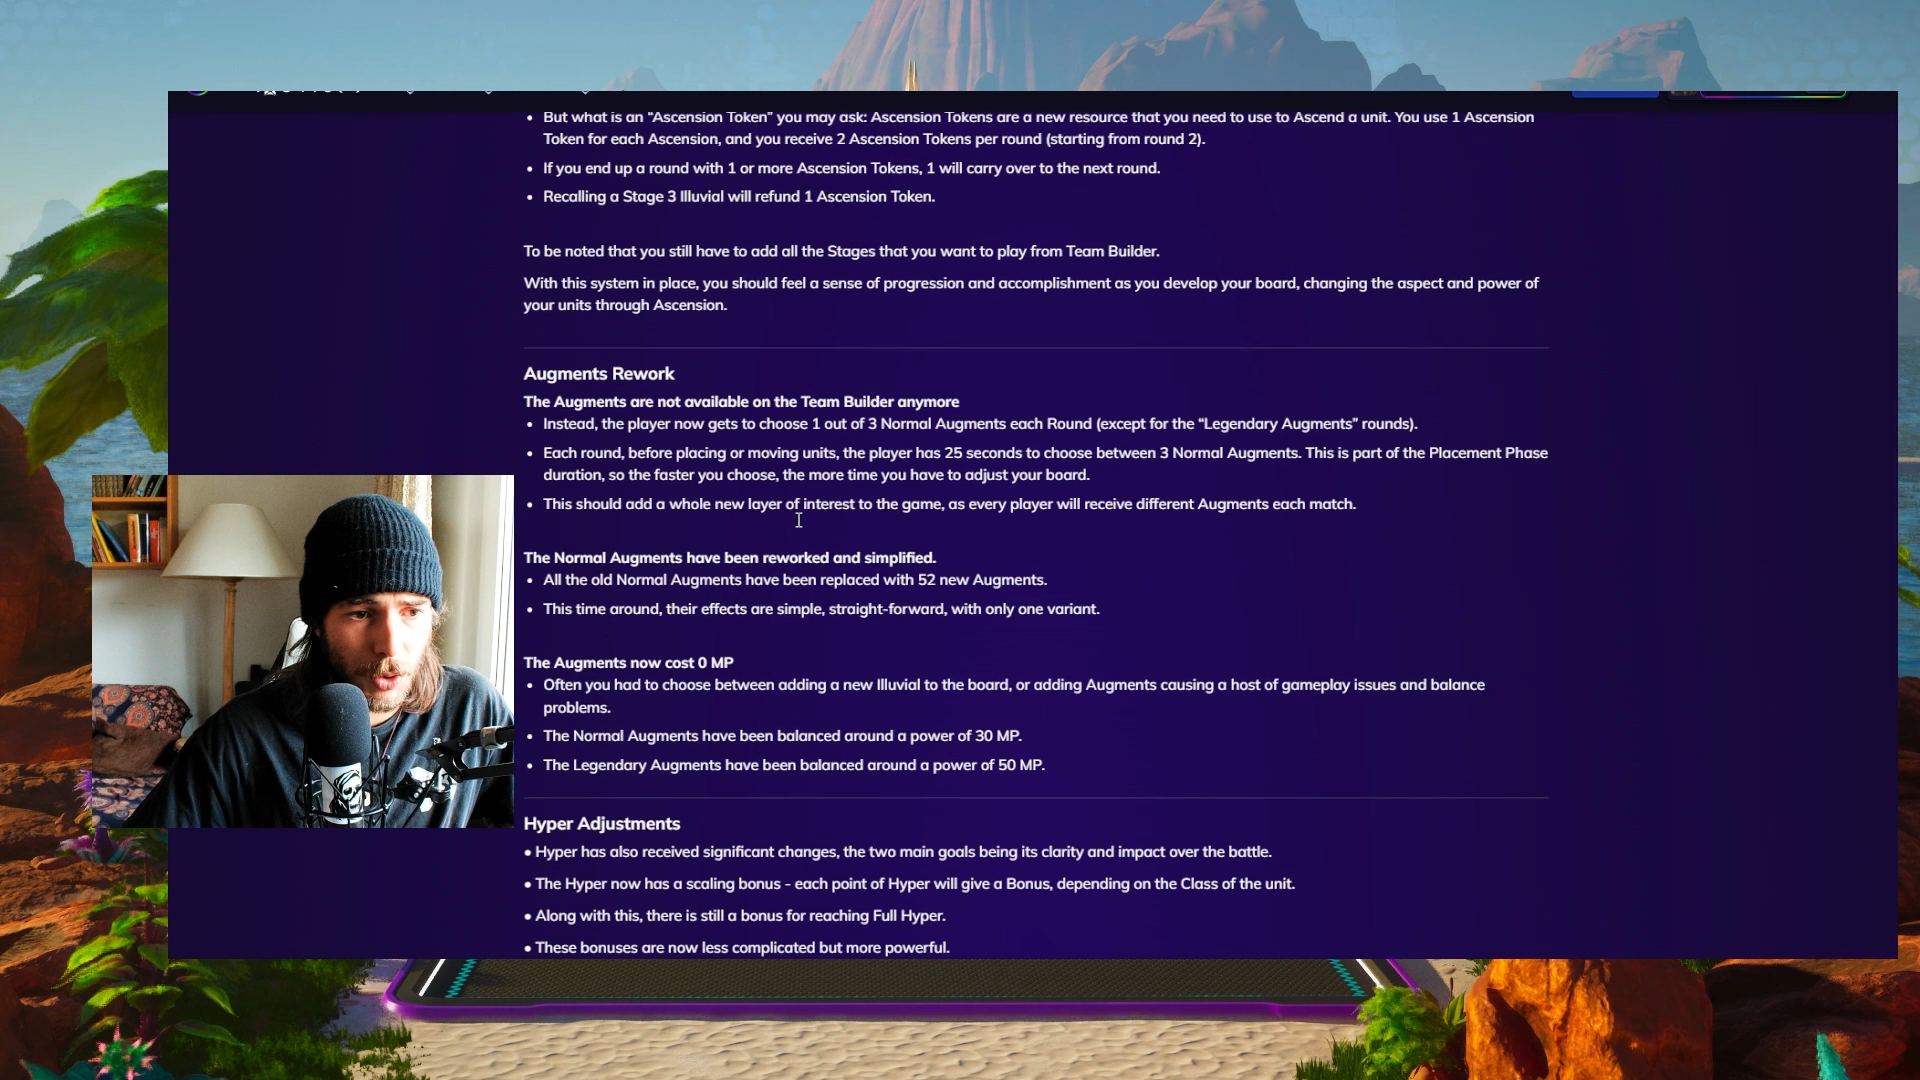 • But what is an “Ascension Token” you may ask: Ascension Tokens are a new resource that you need to use to Ascend a unit. You use 1 Ascension
Token for each Ascension, and you receive 2 Ascension Tokens per round (starting from round 2).
• If you end up a round with 1 or more Ascension Tokens, 1 will carry over to the next round.
• Recalling a Stage 3 Illuvial will refund 1 Ascension Token.
To be noted that you still have to add all the Stages that you want to play from Team Builder.
With this system in place, you should feel a sense of progression and accomplishment as you develop your board, changing the aspect and power of
your units through Ascension.
Augments Rework
The Augments are not available on the Team Builder anymore
• Instead, the player now gets to choose 1 out of 3 Normal Augments each Round (except for the “Legendary Augments” rounds).
• Each round, before placing or moving units, the player has 25 seconds to choose between 3 Normal Augments. This is part of the Placement Phase
duration, so the faster you choose, the more time you have to adjust your board.
• This should add a whole new layer of interest to the game, as every player will receive different Augments each match.
The Normal Augments have been reworked and simplified.
• All the old Normal Augments have been replaced with 52 new Augments.
• This time around, their effects are simple, straight-forward, with only one variant.
The Augments now cost 0 MP
• Often you had to choose between adding a new Illuvial to the board, or adding Augments causing a host of gameplay issues and balance
problems.
• The Normal Augments have been balanced around a power of 30 MP.
• The Legendary Augments have been balanced around a power of 50 MP.
Hyper Adjustments
• Hyper has also received significant changes, the two main goals being its clarity and impact over the battle.
• The Hyper now has a scaling bonus - each point of Hyper will give a Bonus, depending on the Class of the unit.
• Along with this, there is still a bonus for reaching Full Hyper.
• These bonuses are now less complicated but more powerful.